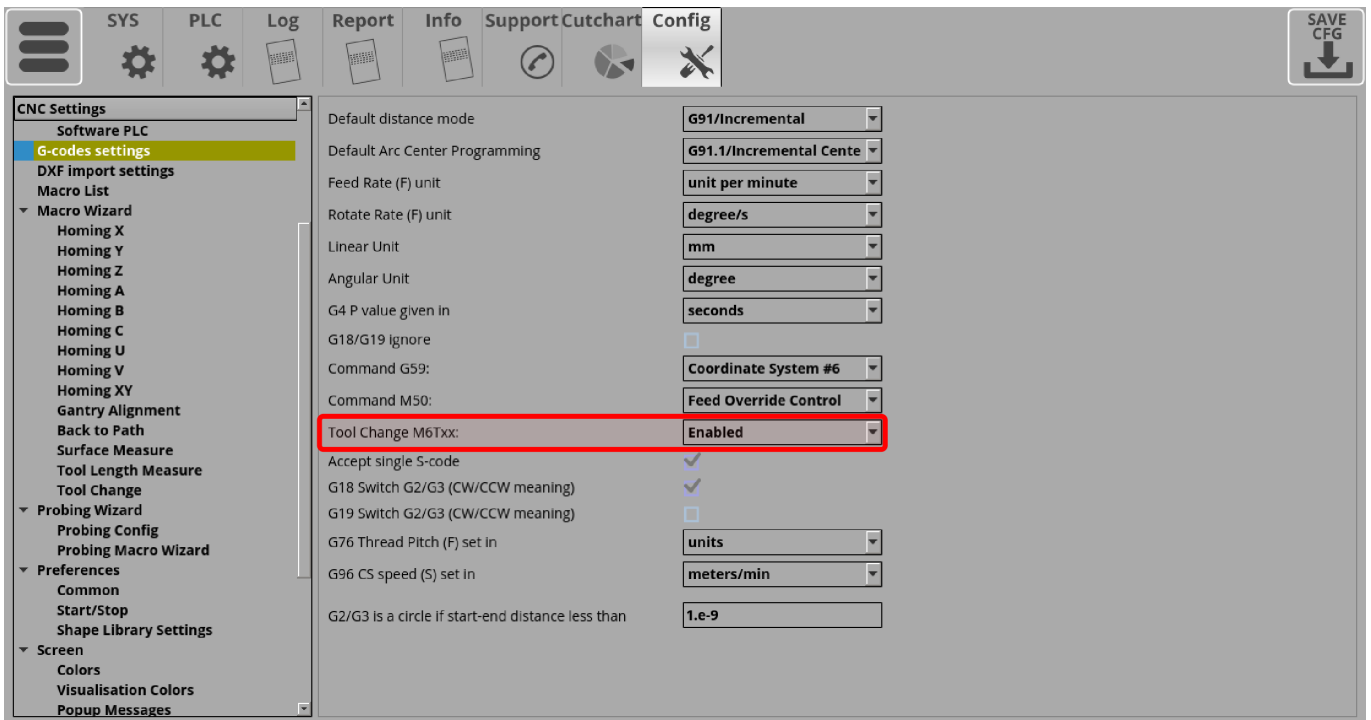 SYS PLC Log Report Info Support Cutchart Config SAVE
CFG
CNC Settings
Software PLC
G-codes settings
DXF import settings
Macro List
Macro Wizard
Homing X
Homing Y
Homing Z
Homing A
Homing B
Homing C
Homing U
Homing V
Homing XY
Gantry Alignment
Back to Path
Surface Measure
Tool Length Measure
Tool Change
Probing Wizard
Probing Config
Probing Macro Wizard
Preferences
Common
Start/Stop
Shape Library Settings
Screen
Colors
Visualisation Colors
Popup Messages
Default distance mode G91/Incremental
Default Arc Center Programming G91.1/Incremental Cente
Feed Rate (F) unit unit per minute
Rotate Rate (F) unit degree/s
Linear Unit mm
Angular Unit degree
G4 P value given in seconds
G18/G19 ignore
Command G59: Coordinate System #6
Command M50: Feed Override Control
Tool Change M6Txx: Enabled
Accept single S-code
G18 Switch G2/G3 (CW/CCW meaning)
G19 Switch G2/G3 (CW/CCW meaning)
G76 Thread Pitch (F) set in units
G96 CS speed (S) set in meters/min
G2/G3 is a circle if start-end distance less than 1.e-9